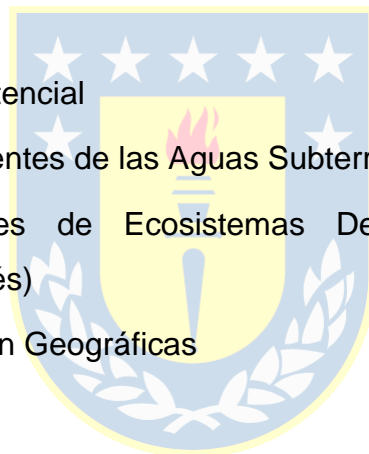 tencial
entes de las Aguas Subterr
es de Ecosistemas De
és)
n Geográficas